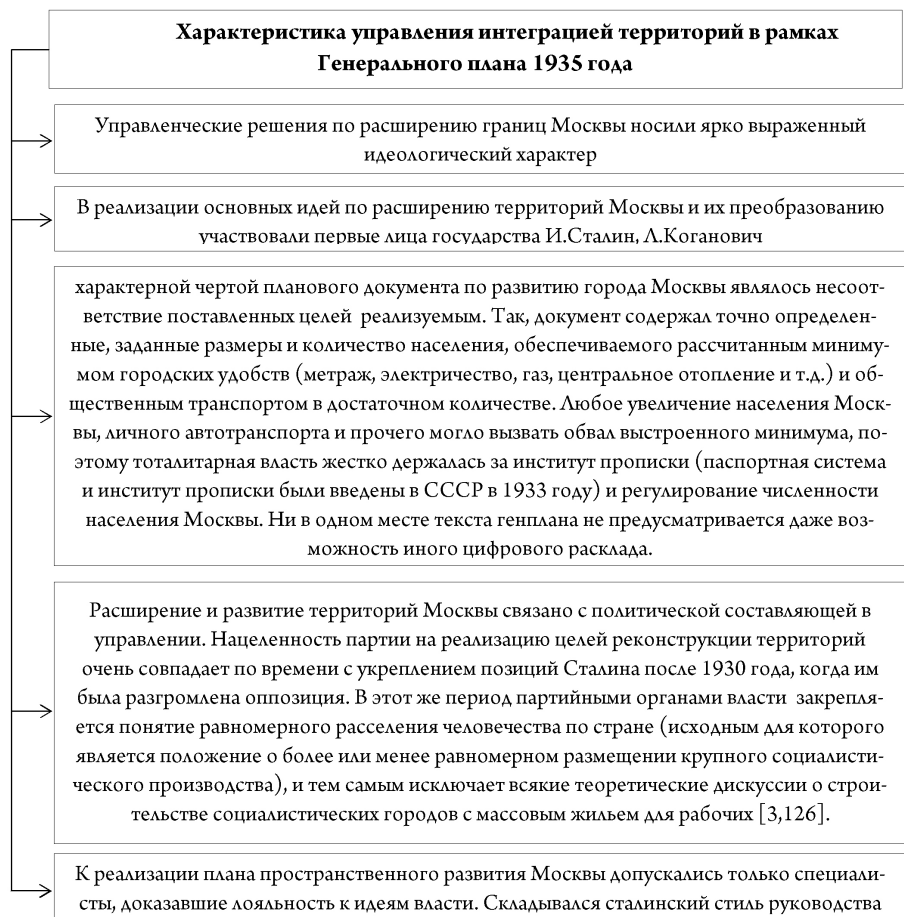 Характеристика управления интеграцией территорий в рамках
Генерального плана 1935 года
Управленческие решения по расширению границ Москвы носили ярко выраженный
идеологический характер
В реализации основных идей по расширению территорий Москвы и их преобразованию
участвовали первые лица государства И.Сталин, Л.Коганович
характерной чертой планового документа по развитию города Москвы являлось несоот-
ветствие поставленных целей реализуемым. Так, документ содержал точно определен-
ные, заданные размеры и количество населения, обеспечиваемого рассчитанным миниму-
мом городских удобств (метраж, электричество, газ, центральное отопление и т.д.) и об-
щественным транспортом в достаточном количестве. Любое увеличение населения Моск-
вы, личного автотранспорта и прочего могло вызвать обвал выстроенного минимума, по-
этому тоталитарная власть жестко держалась за институт прописки (паспортная система
и институт прописки были введены в СССР в 1933 году) и регулирование численности
населения Москвы. Ни в одном месте текста генплана не предусматривается даже воз-
можность иного цифрового расклада.
Расширение и развитие территорий Москвы связано с политической составляющей в
управлении. Нацеленность партии на реализацию целей реконструкции территорий
очень совпадает по времени с укреплением позиций Сталина после 1930 года, когда им
была разгромлена оппозиция. В этот же период партийными органами власти закрепля-
ется понятие равномерного расселения человечества по стране (исходным для которого
является положение о более или менее равномерном размещении крупного социалисти-
ческого производства), и тем самым исключает всякие теоретические дискуссии о строи-
тельстве социалистических городов с массовым жильем для рабочих [3,126].
К реализации плана пространственного развития Москвы допускались только специали-
сты, доказавшие лояльность к идеям власти. Складывался сталинский стиль руководства